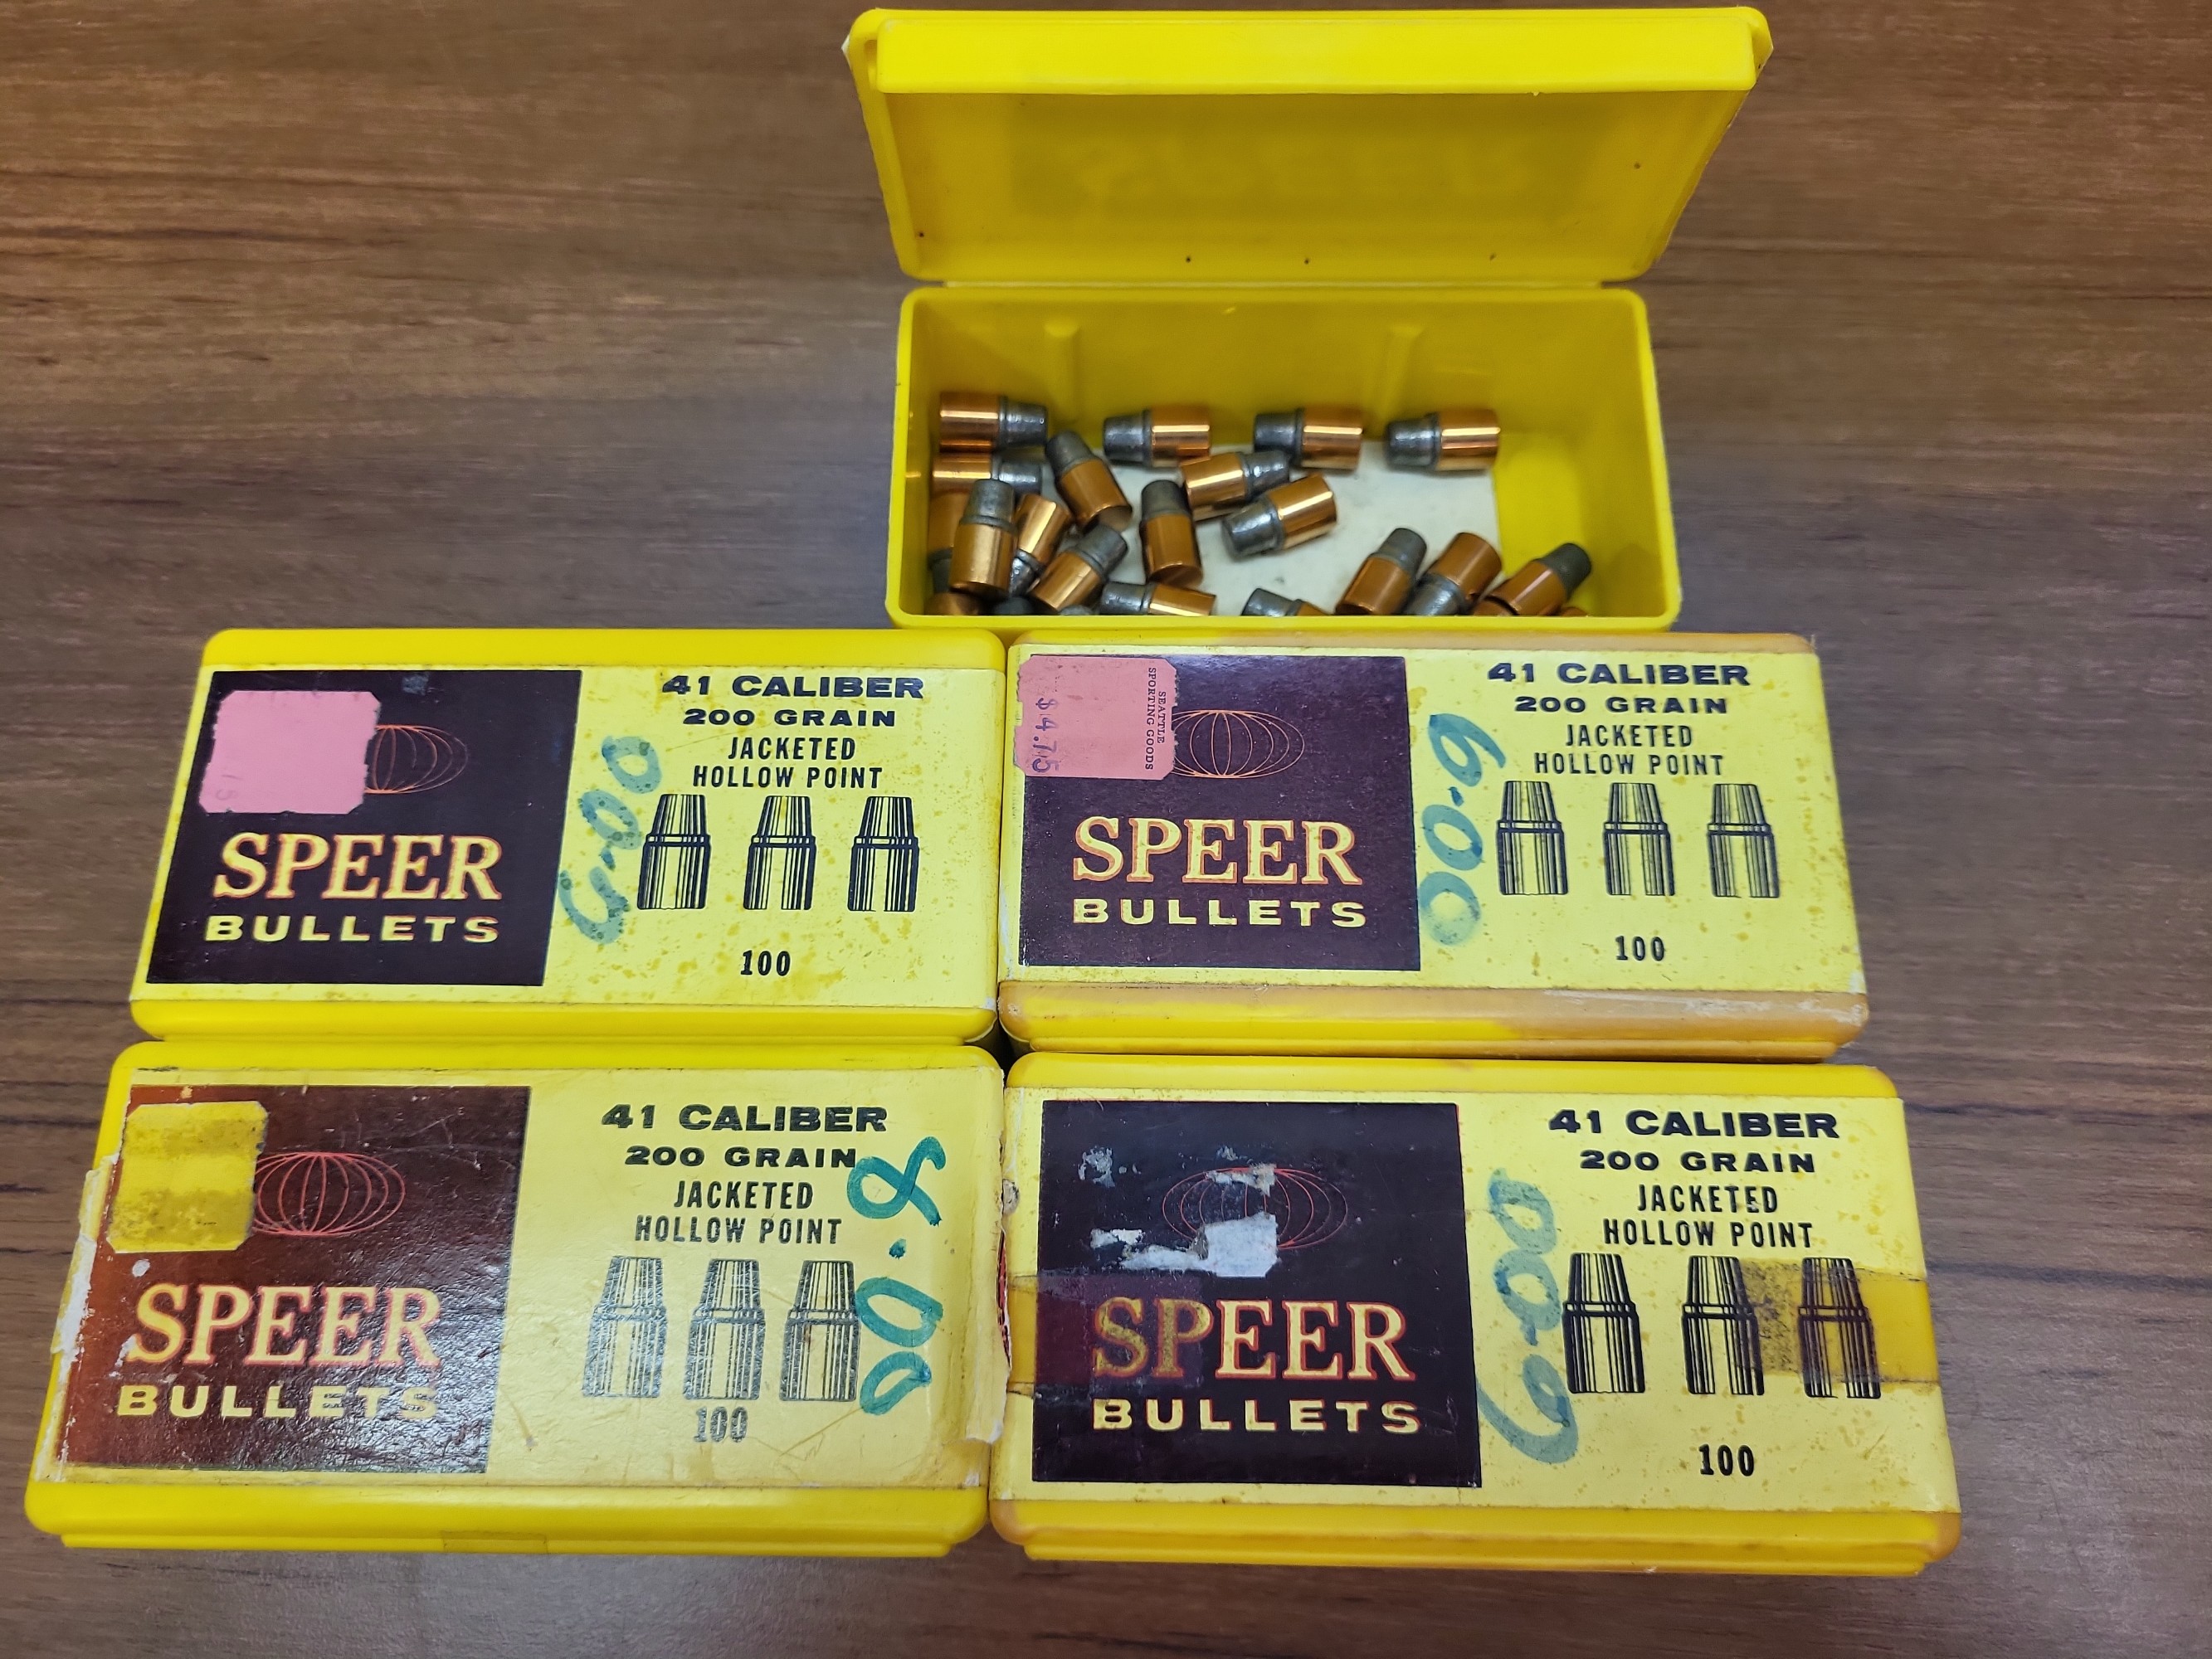 41 CALIBER
200 GRAIN
JACKETED
HOLLOW POINT
6.00
SPEER
BULLETS
100
SEATTLE
SPORTING GOODS
$4.75
41 CALIBER
200 GRAIN
JACKETED
HOLLOW POINT
6.00
SPEER
BULLETS
100
41 CALIBER
200 GRAIN
JACKETED
HOLLOW POINT
8.00
SPEER
BULLETS
100
41 CALIBER
200 GRAIN
JACKETED
HOLLOW POINT
6.00
SPEER
BULLETS
100